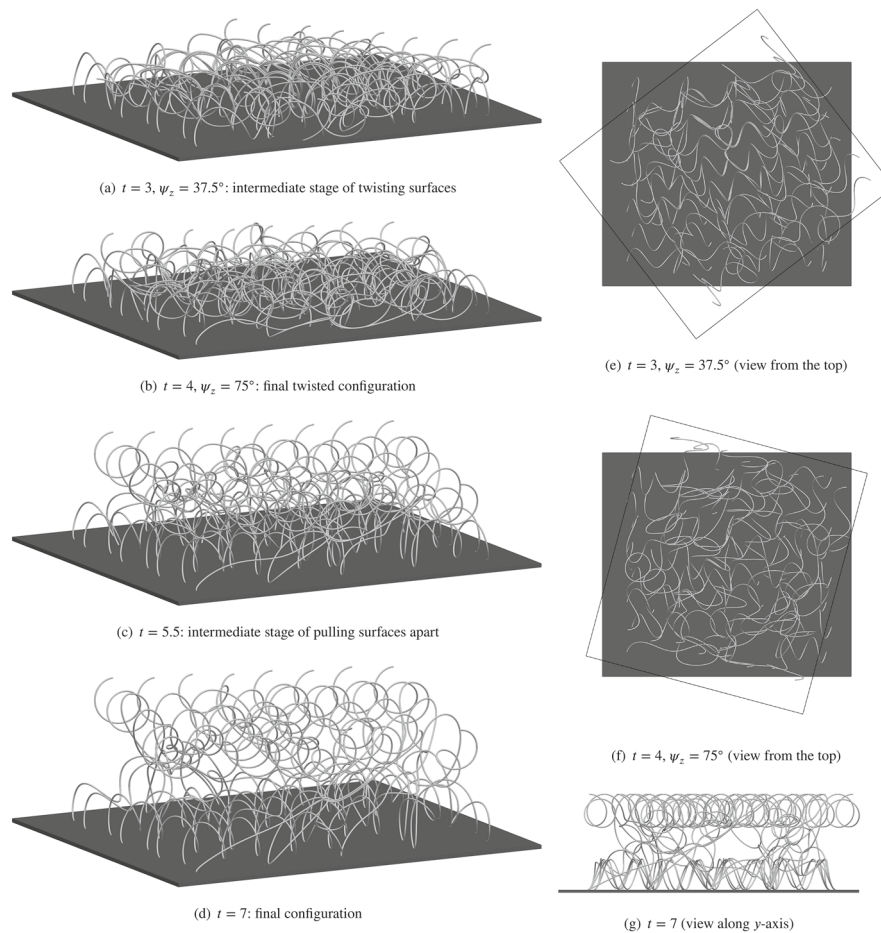 (a) t = 3, ψz = 37.5°: intermediate stage of twisting surfaces
(b) t = 4, ψz = 75°: final twisted configuration
(c) t = 5.5: intermediate stage of pulling surfaces apart
(d) t = 7: final configuration
(e) t = 3, ψz = 37.5° (view from the top)
(f) t = 4, ψz = 75° (view from the top)
(g) t = 7 (view along y-axis)